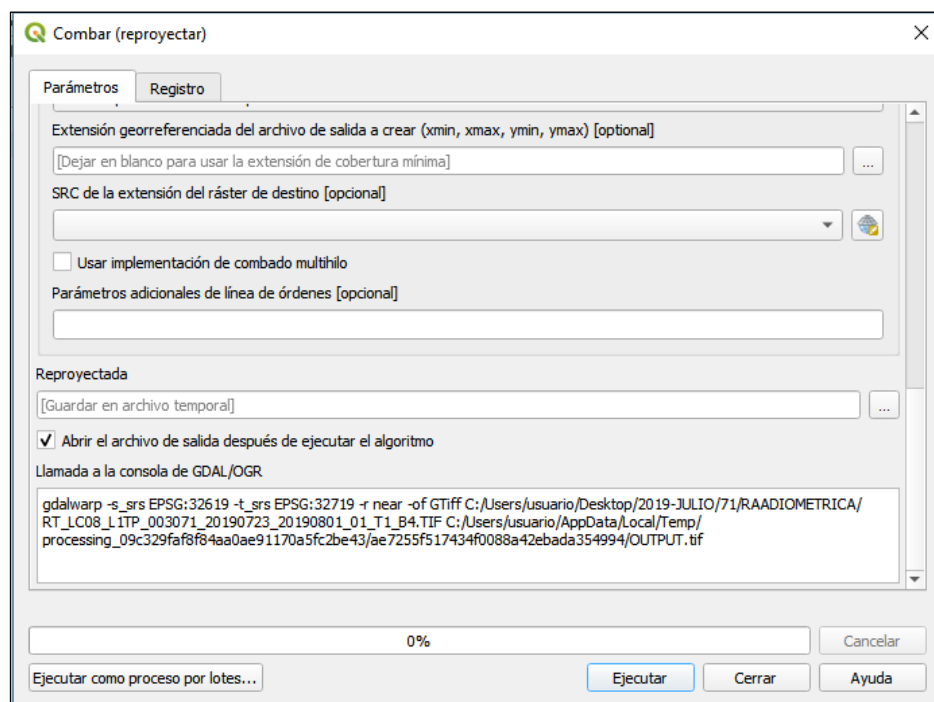 Combar (reproyectar)
Parámetros
Registro
Extensión georreferenciada del archivo de salida a crear (xmin, xmax, ymin, ymax) [optional]
[Dejar en blanco para usar la extensión de cobertura mínima]
...
SRC de la extensión del ráster de destino [opcional]
Usar implementación de combado multihilo
Parámetros adicionales de línea de órdenes [opcional]
Reproyectada
[Guardar en archivo temporal]
...
Abrir el archivo de salida después de ejecutar el algoritmo
Llamada a la consola de GDAL/OGR
gdalwarp -s_srs EPSG:32619 -t_srs EPSG:32719 -r near -of GTiff C:/Users/usuario/Desktop/2019-JULIO/71/RAADIOMETRICA/
RT_LC08_L1TP_003071_20190723_20190801_01_T1_B4.TIF C:/Users/usuario/AppData/Local/Temp/
processing_09c329faf8f84aa0ae91170a5fc2be43/ae7255f517434f0088a42ebada354994/OUTPUT.tif
0%
Cancelar
Ejecutar como proceso por lotes...
Ejecutar
Cerrar
Ayuda